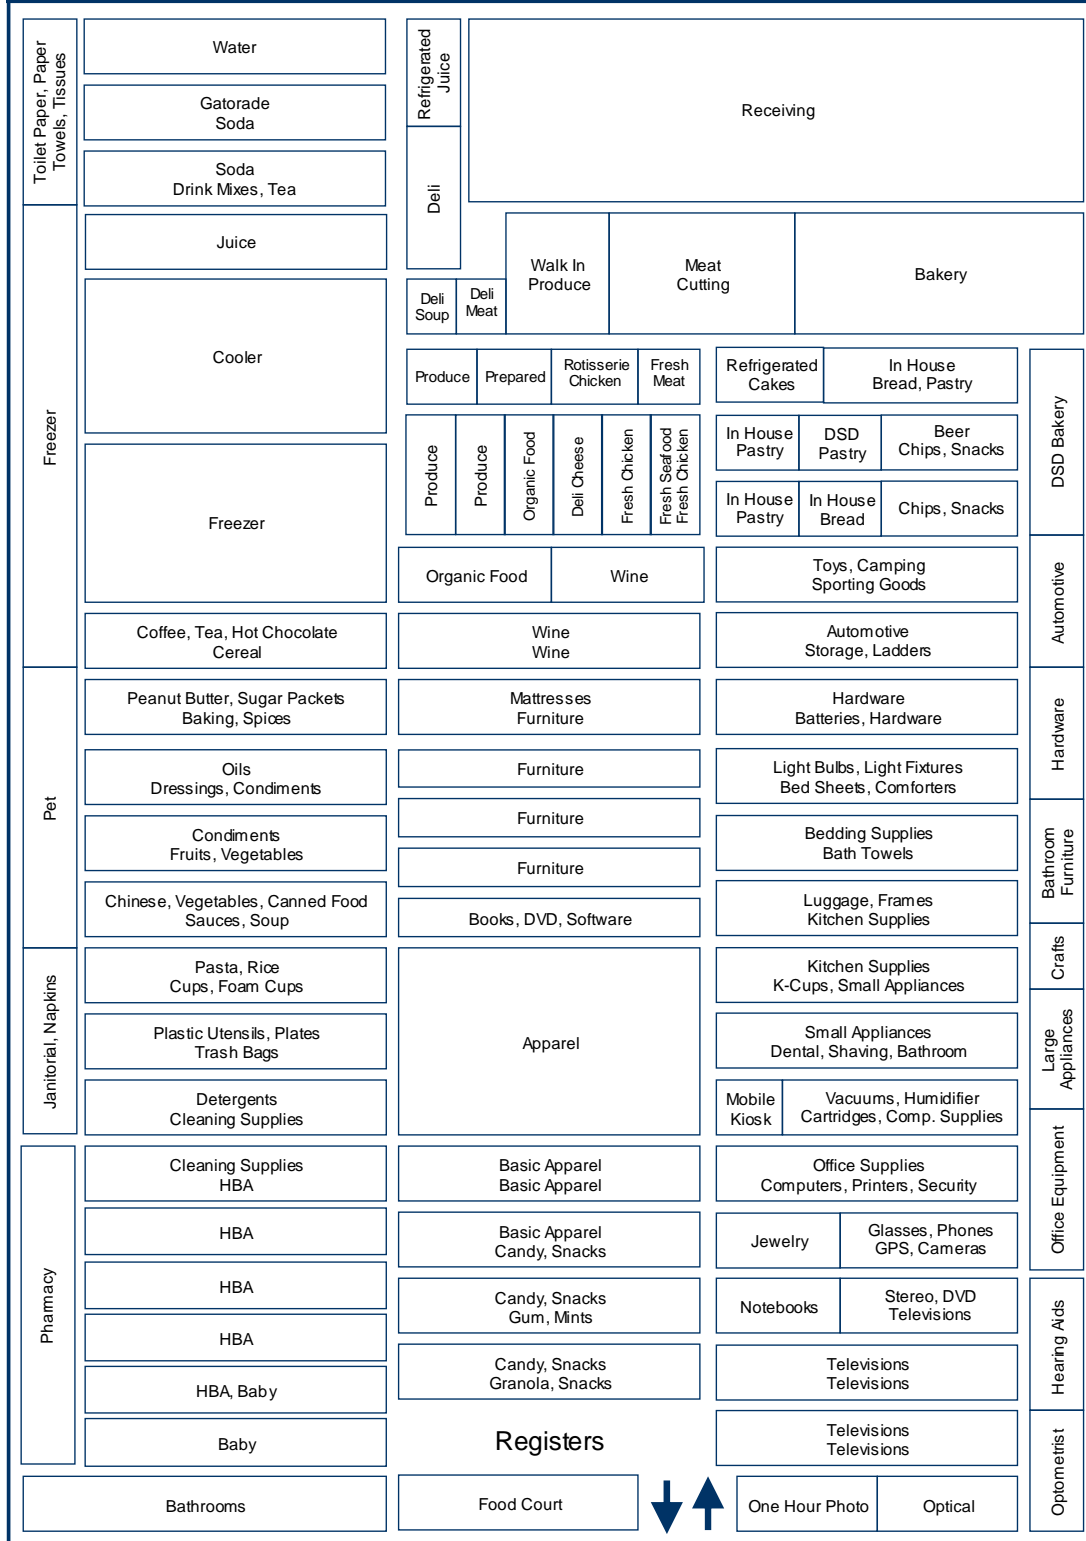 Toilet Paper, Paper
Towels, Tissues
Freezer
Pet
Janitorial, Napkins
Pharmacy
Water
Gatorade
Soda
Soda
Drink Mixes, Tea
Juice
Cooler
Freezer
Coffee, Tea, Hot Chocolate
Cereal
Peanut Butter, Sugar Packets
Baking, Spices
Oils
Dressings, Condiments
Condiments
Fruits, Vegetables
Chinese, Vegetables, Canned Food
Sauces, Soup
Pasta, Rice
Cups, Foam Cups
Plastic Utensils, Plates
Trash Bags
Detergents
Cleaning Supplies
Cleaning Supplies
HBA
HBA
HBA
HBA
HBA, Baby
Baby
Bathrooms
Refrigerated
Juice
Deli
Receiving
Deli
Soup
Deli
Meat
Walk In
Produce
Meat
Cutting
Bakery
Produce
Prepared
Rotisserie
Chicken
Fresh
Meat
Produce
Produce
Organic Food
Deli Cheese
Fresh Chicken
Fresh Seafood
Fresh Chicken
Organic Food
Wine
Wine
Wine
Mattresses
Furniture
Furniture
Furniture
Furniture
Books, DVD, Software
Apparel
Basic Apparel
Basic Apparel
Basic Apparel
Candy, Snacks
Candy, Snacks
Gum, Mints
Candy, Snacks
Granola, Snacks
Registers
Food Court
Refrigerated
Cakes
In House
Bread, Pastry
In House
Pastry
DSD
Pastry
Beer
Chips, Snacks
In House
Pastry
In House
Bread
Chips, Snacks
Toys, Camping
Sporting Goods
Automotive
Storage, Ladders
Hardware
Batteries, Hardware
Light Bulbs, Light Fixtures
Bed Sheets, Comforters
Bedding Supplies
Bath Towels
Luggage, Frames
Kitchen Supplies
Kitchen Supplies
K-Cups, Small Appliances
Small Appliances
Dental, Shaving, Bathroom
Mobile
Kiosk
Vacuums, Humidifier
Cartridges, Comp. Supplies
Office Supplies
Computers, Printers, Security
Jewelry
Glasses, Phones
GPS, Cameras
Notebooks
Stereo, DVD
Televisions
Televisions
Televisions
Televisions
Televisions
One Hour Photo
Optical
DSD Bakery
Automotive
Hardware
Bathroom
Furniture
Crafts
Large
Appliances
Office Equipment
Hearing Aids
Optometrist